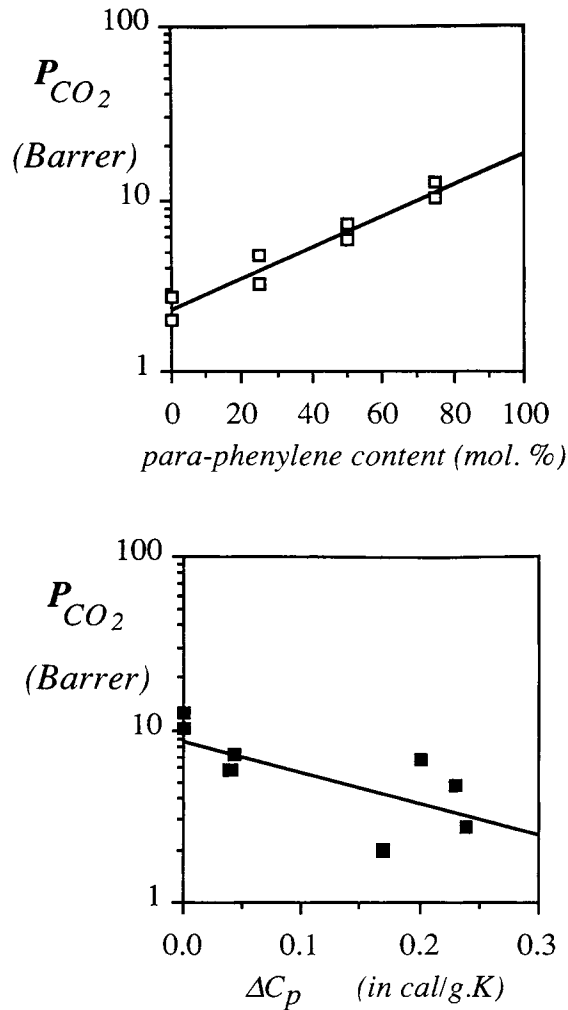 100
P_CO2
(Barrer)
10
1
0 20 40 60 80 100
para-phenylene content (mol. %)
100
P_CO2
(Barrer)
10
1
0.0 0.1 0.2 0.3
ΔCp (in cal/g.K)